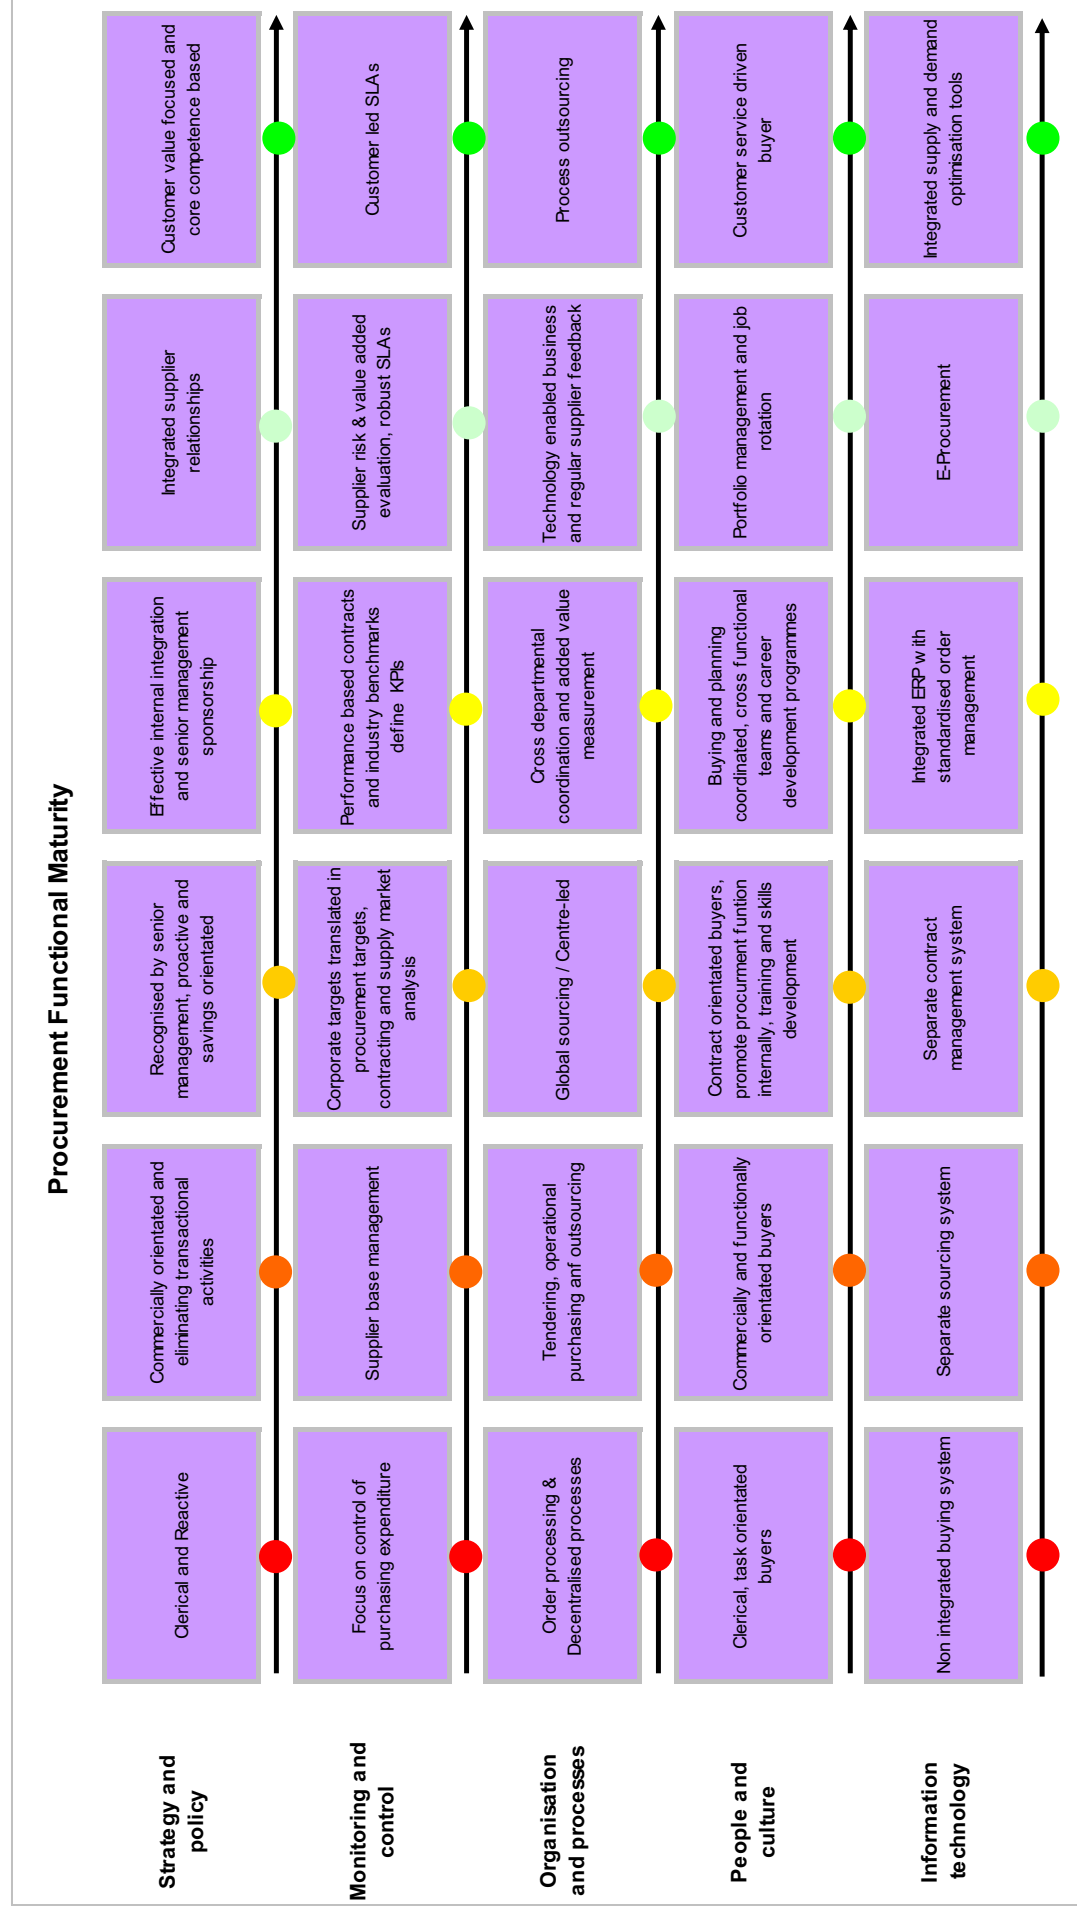 Procurement Functional Maturity
Strategy and
policy
Clerical and Reactive
Commercially orientated and
eliminating transactional
activities
Recognised by senior
management, proactive and
savings orientated
Effective internal integration
and senior management
sponsorship
Integrated supplier
relationships
Customer value focused and
core competence based
Monitoring and
control
Focus on control of
purchasing expenditure
Supplier base management
Corporate targets translated in
procurement targets,
contracting and supply market
analysis
Performance based contracts
and industry benchmarks
define KPIs
Supplier risk & value added
evaluation, robust SLAs
Customer led SLAs
Organisation
and processes
Order processing &
Decentralised processes
Tendering, operational
purchasing anf outsourcing
Global sourcing / Centre-led
Cross departmental
coordination and added value
measurement
Technology enabled business
and regular supplier feedback
Process outsourcing
People and
culture
Clerical, task orientated
buyers
Commercially and functionally
orientated buyers
Contract orientated buyers,
promote procurment funtion
internally, training and skills
development
Buying and planning
coordinated, cross functional
teams and career
development programmes
Portfolio management and job
rotation
Customer service driven
buyer
Information
technology
Non integrated buying system
Separate sourcing system
Separate contract
management system
Integrated ERP with
standardised order
management
E-Procurement
Integrated supply and demand
optimisation tools